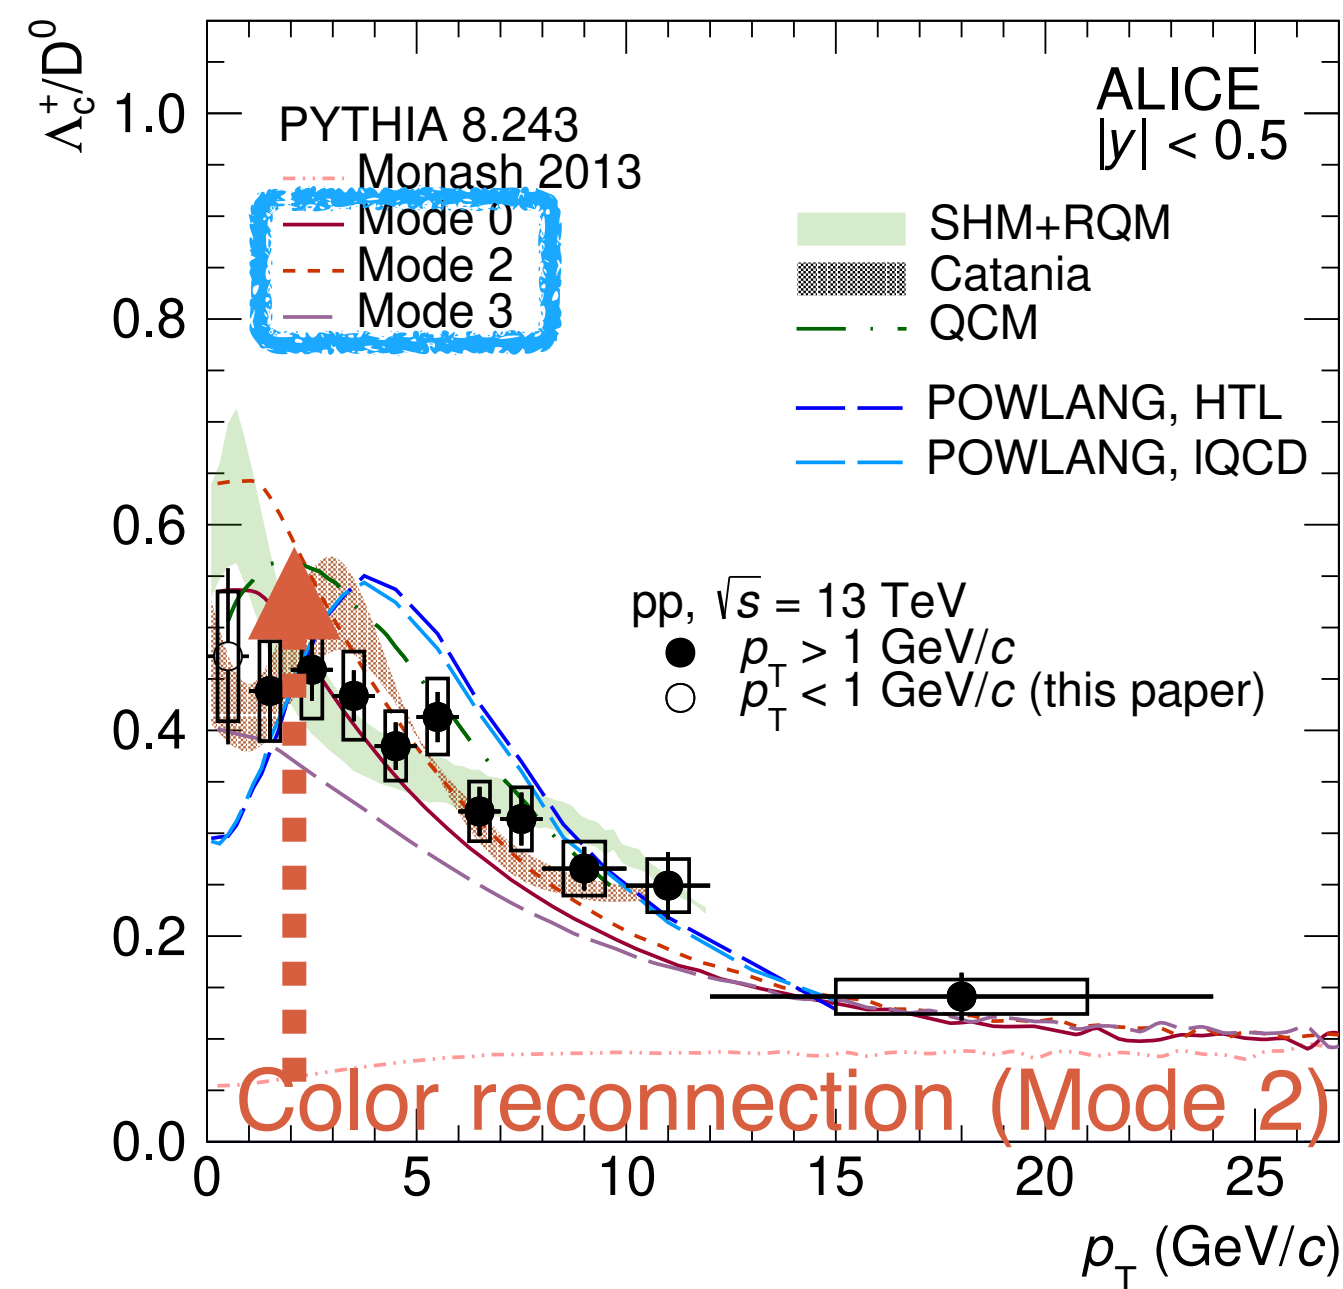 Λc+/D0
1.0
0.8
0.6
0.4
0.2
0.0
PYTHIA 8.243
Monash 2013
Mode 0
Mode 2
Mode 3
ALICE
|y| < 0.5
SHM+RQM
Catania
QCM
POWLANG, HTL
POWLANG, lQCD
pp, √s = 13 TeV
pT > 1 GeV/c
pT < 1 GeV/c (this paper)
Color reconnection (Mode 2)
0 5 10 15 20 25
pT (GeV/c)